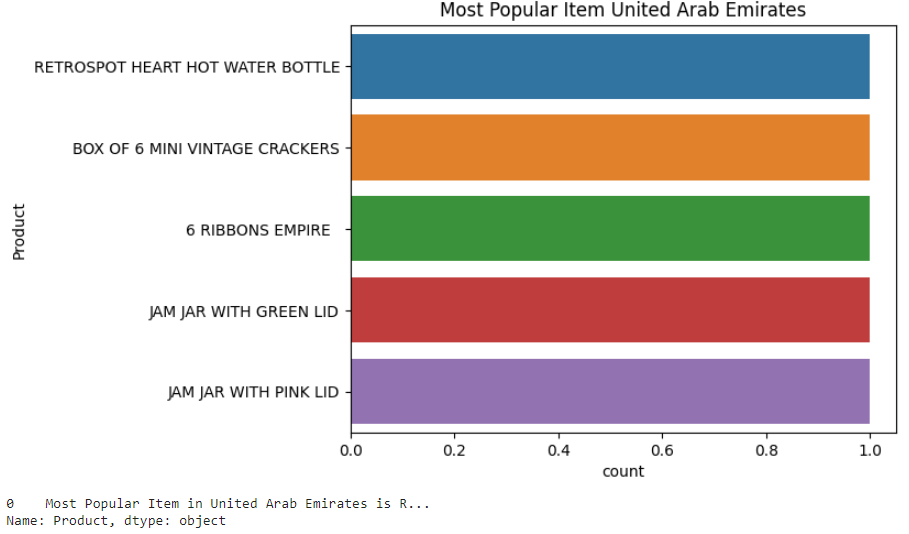 Most Popular Item United Arab Emirates
RETROSPOT HEART HOT WATER BOTTLE
BOX OF 6 MINI VINTAGE CRACKERS
6 RIBBONS EMPIRE
JAM JAR WITH GREEN LID
JAM JAR WITH PINK LID
Product
0.0 0.2 0.4 0.6 0.8 1.0
count
0 Most Popular Item in United Arab Emirates is R...
Name: Product, dtype: object